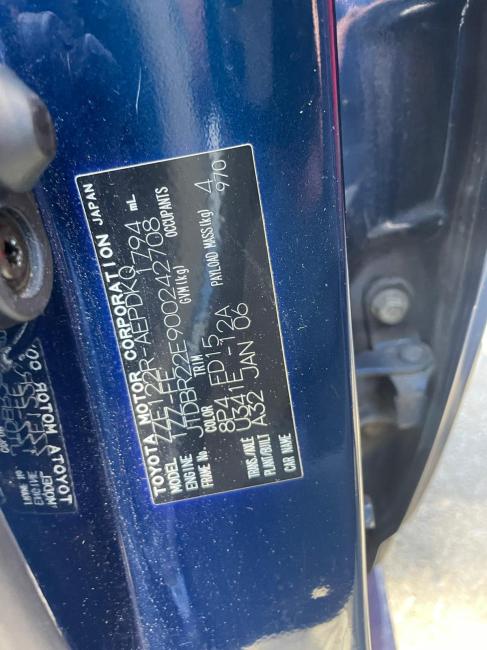 TOYOTA MOTOR CORPORATION JAPAN
MODEL ZZE122R-AEPDKQ
ENGINE 1ZZ-FE 1794 mL
FRAME No. JTDBR22E900242708
GVM(kg) OCCUPANTS 4
COLOR TRIM PAYLOAD MASS(kg) 970
8P4 FD15
TRANS./AXLE U341E -12A
PLANT/BUILT A32 JAN 06
CAR NAME